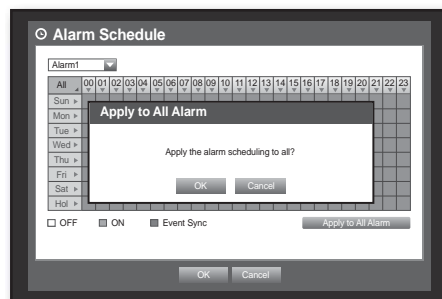 Alarm Schedule
Alarm1
All 00 01 02 03 04 05 06 07 08 09 10 11 12 13 14 15 16 17 18 19 20 21 22 23
Sun
Mon
Tue
Wed
Thu
Fri
Sat
Hol
Apply to All Alarm
Apply the alarm scheduling to all?
OK Cancel
OFF ON Event Sync Apply to All Alarm
OK Cancel